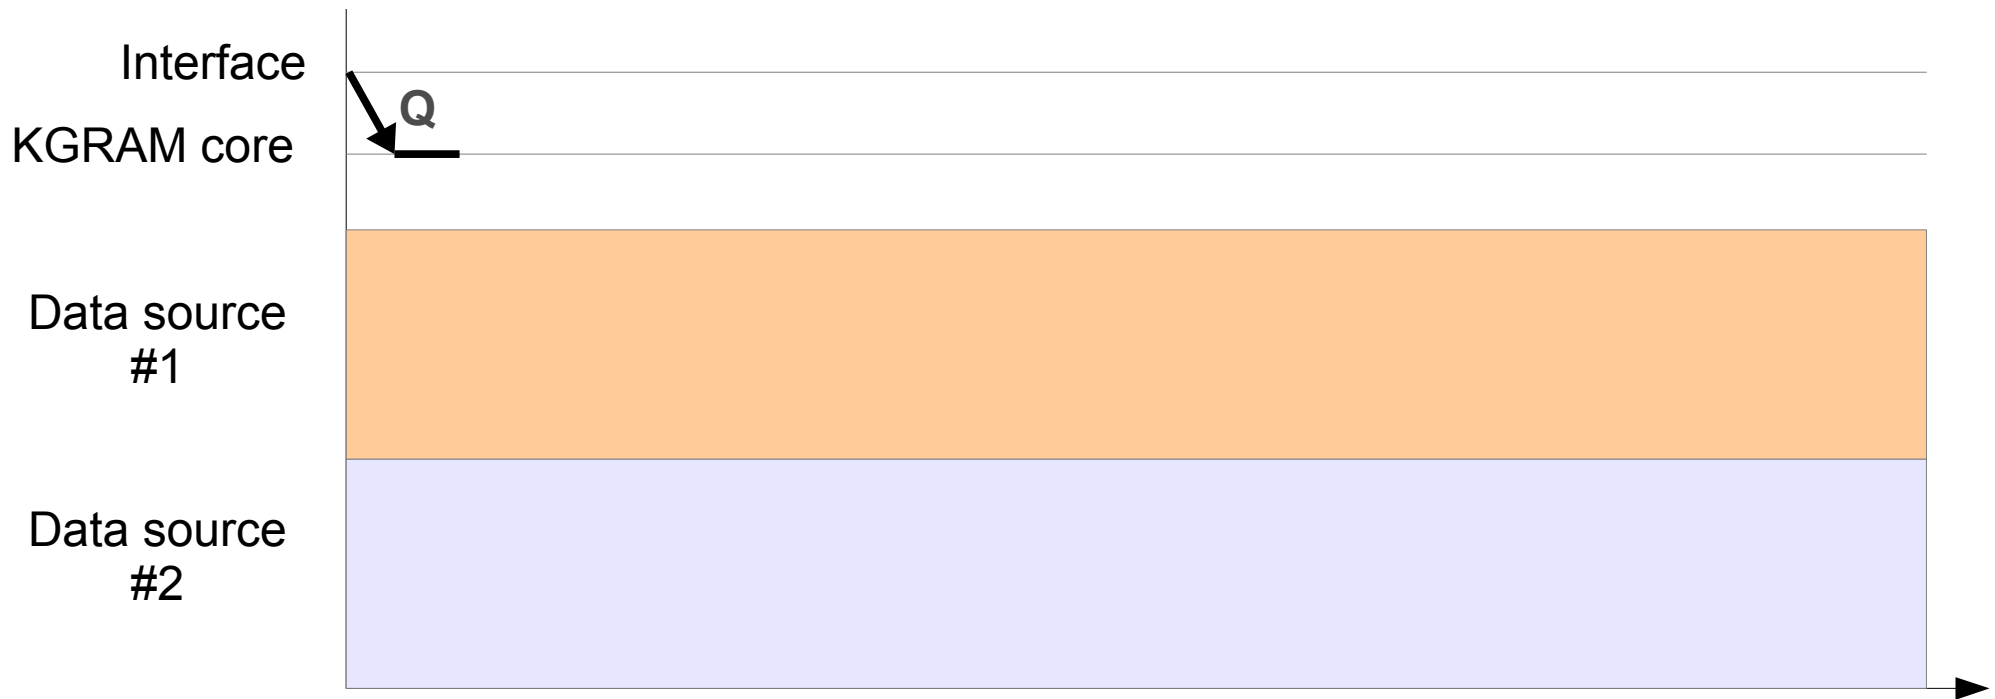 Interface
Q
KGRAM core
Data source
#1
Data source
#2